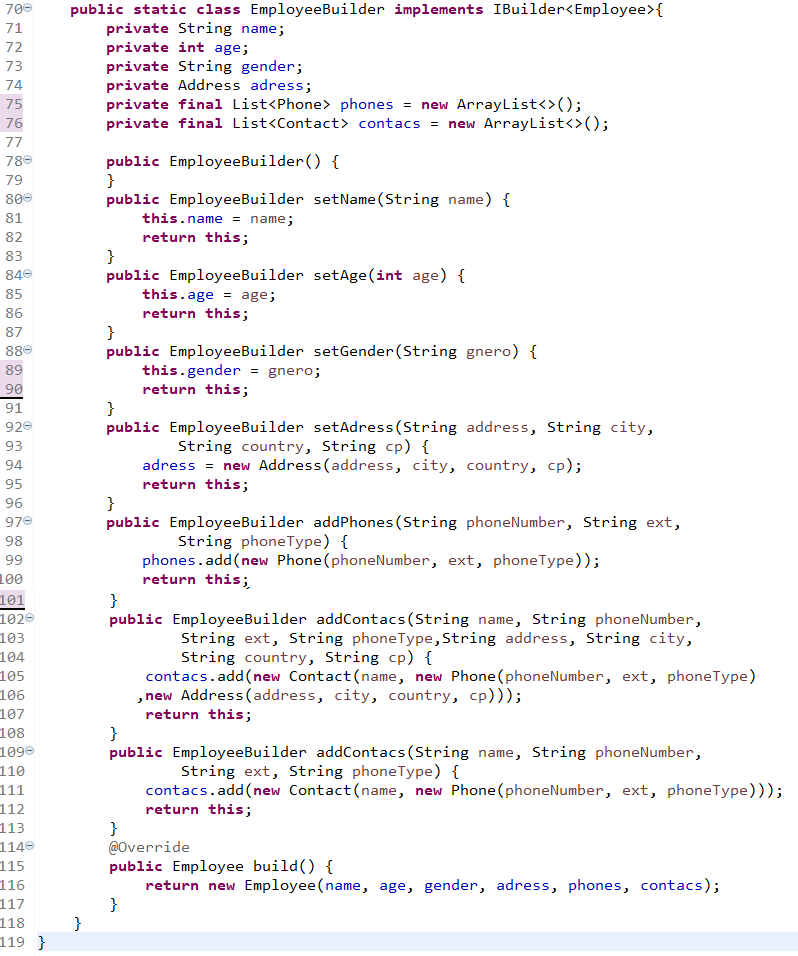 70 public static class EmployeeBuilder implements IBuilder<Employee>{
71 private String name;
72 private int age;
73 private String gender;
74 private Address adress;
75 private final List<Phone> phones = new ArrayList<>();
76 private final List<Contact> contacs = new ArrayList<>();
77
78 public EmployeeBuilder() {
79 }
80 public EmployeeBuilder setName(String name) {
81 this.name = name;
82 return this;
83 }
84 public EmployeeBuilder setAge(int age) {
85 this.age = age;
86 return this;
87 }
88 public EmployeeBuilder setGender(String gnero) {
89 this.gender = gnero;
90 return this;
91 }
92 public EmployeeBuilder setAdress(String address, String city,
93 String country, String cp) {
94 adress = new Address(address, city, country, cp);
95 return this;
96 }
97 public EmployeeBuilder addPhones(String phoneNumber, String ext,
98 String phoneType) {
99 phones.add(new Phone(phoneNumber, ext, phoneType));
100 return this;
101 }
102 public EmployeeBuilder addContacs(String name, String phoneNumber,
103 String ext, String phoneType,String address, String city,
104 String country, String cp) {
105 contacs.add(new Contact(name, new Phone(phoneNumber, ext, phoneType)
106 ,new Address(address, city, country, cp)));
107 return this;
108 }
109 public EmployeeBuilder addContacs(String name, String phoneNumber,
110 String ext, String phoneType) {
111 contacs.add(new Contact(name, new Phone(phoneNumber, ext, phoneType)));
112 return this;
113 }
114 @Override
115 public Employee build() {
116 return new Employee(name, age, gender, adress, phones, contacs);
117 }
118 }
119 }